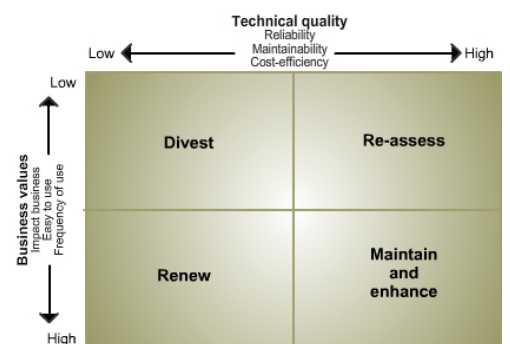 Technical quality
Reliability
Low Maintainability High
Cost-efficiency
Low
Divest
Re-assess
Business values
Impact business
Easy to use
Frequency of use
Renew
Maintain
and
enhance
High